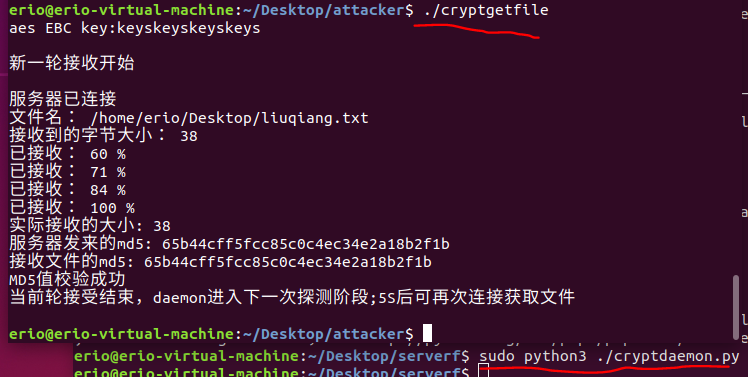 erio@erio-virtual-machine:~/Desktop/attacker$ ./cryptgetfile
aes EBC key:keyskeyskeyskeys
新一轮接收开始
服务器已连接
文件名： /home/erio/Desktop/liuqiang.txt
接收到的字节大小： 38
已接收： 60 %
已接收： 71 %
已接收： 84 %
已接收： 100 %
实际接收的大小: 38
服务器发来的md5: 65b44cff5fcc85c0c4ec34e2a18b2f1b
接收文件的md5: 65b44cff5fcc85c0c4ec34e2a18b2f1b
MD5值校验成功
当前轮接受结束，daemon进入下一次探测阶段;5S后可再次连接获取文件
erio@erio-virtual-machine:~/Desktop/attacker$
erio@erio-virtual-machine:~/Desktop/serverf$ sudo python3 ./cryptdaemon.py
erio@erio-virtual-machine:~/Desktop/serverf$